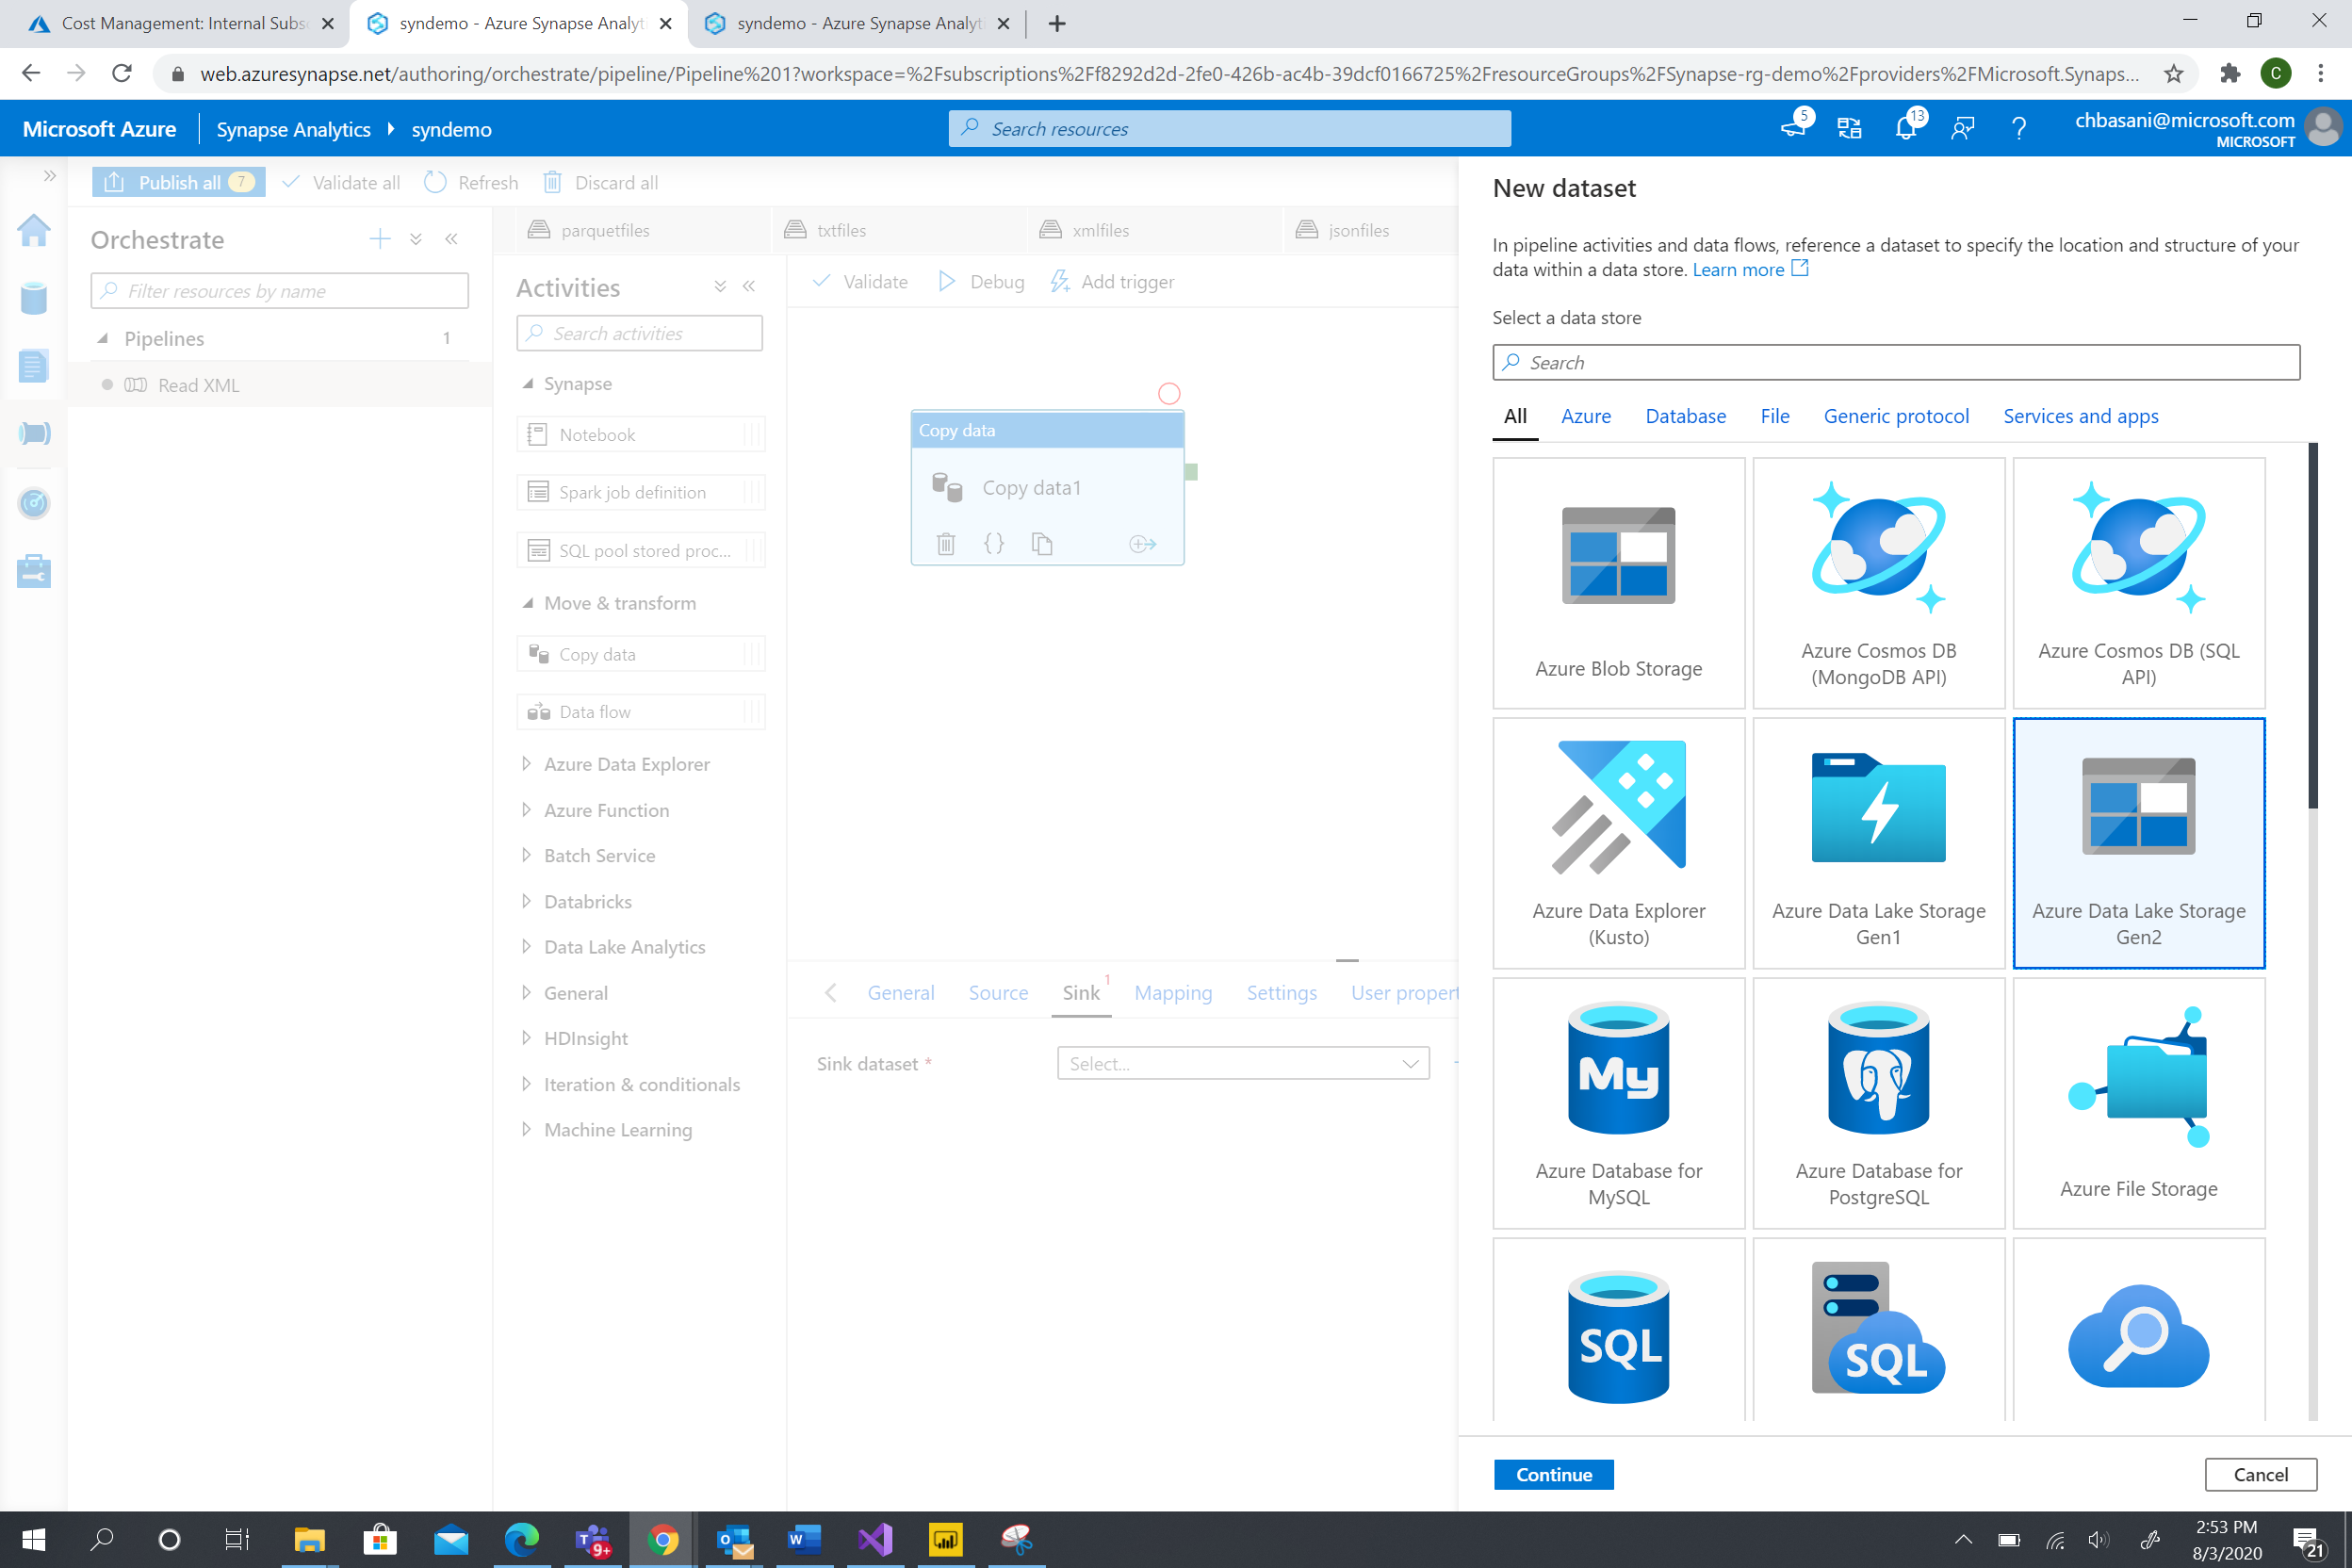 Cost Management: Internal Subs
syndemo - Azure Synapse Analyti
syndemo - Azure Synapse Analyti
web.azuresynapse.net/authoring/orchestrate/pipeline/Pipeline%201?workspace=%2Fsubscriptions%2Ff8292d2d-2fe0-426b-ac4b-39dcf0166725%2FresourceGroups%2FSynapse-rg-demo%2Fproviders%2FMicrosoft.Synaps...
C
Microsoft Azure
Synapse Analytics
syndemo
Search resources
5
13
chbasani@microsoft.com
MICROSOFT
Publish all 7
Validate all
Refresh
Discard all
Orchestrate
Filter resources by name
Pipelines 1
Read XML
parquetfiles
txtfiles
xmlfiles
jsonfiles
Activities
Search activities
Synapse
Notebook
Spark job definition
SQL pool stored proc...
Move & transform
Copy data
Data flow
Azure Data Explorer
Azure Function
Batch Service
Databricks
Data Lake Analytics
General
HDInsight
Iteration & conditionals
Machine Learning
Validate
Debug
Add trigger
Copy data
Copy data1
General
Source
Sink 1
Mapping
Settings
User propert
Sink dataset *
Select...
New dataset
In pipeline activities and data flows, reference a dataset to specify the location and structure of your
data within a data store. Learn more
Select a data store
Search
All
Azure
Database
File
Generic protocol
Services and apps
Azure Blob Storage
Azure Cosmos DB
(MongoDB API)
Azure Cosmos DB (SQL
API)
Azure Data Explorer
(Kusto)
Azure Data Lake Storage
Gen1
Azure Data Lake Storage
Gen2
My
Azure Database for
MySQL
Azure Database for
PostgreSQL
Azure File Storage
SQL
SQL
Continue
Cancel
T
9+
O
W
2:53 PM
8/3/2020
21